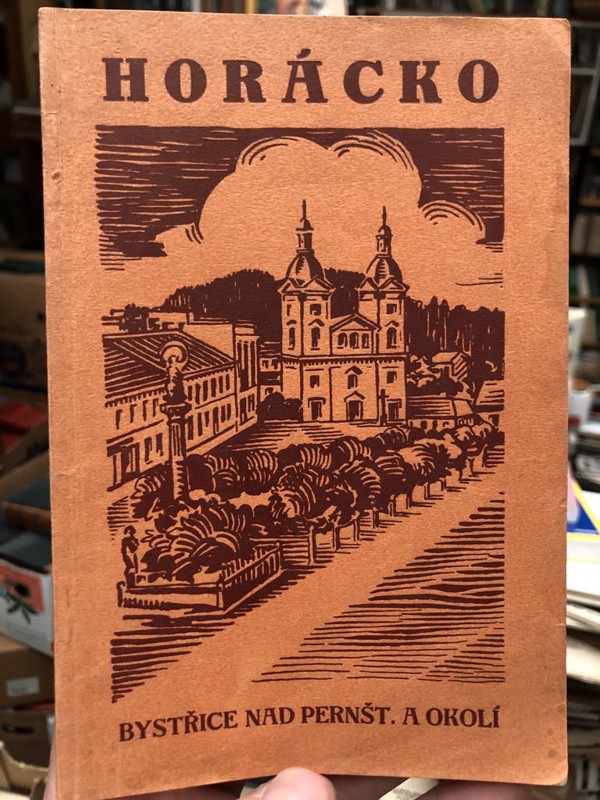 HORÁCKO
BYSTŘICE NAD PERNŠT. A OKOLÍ